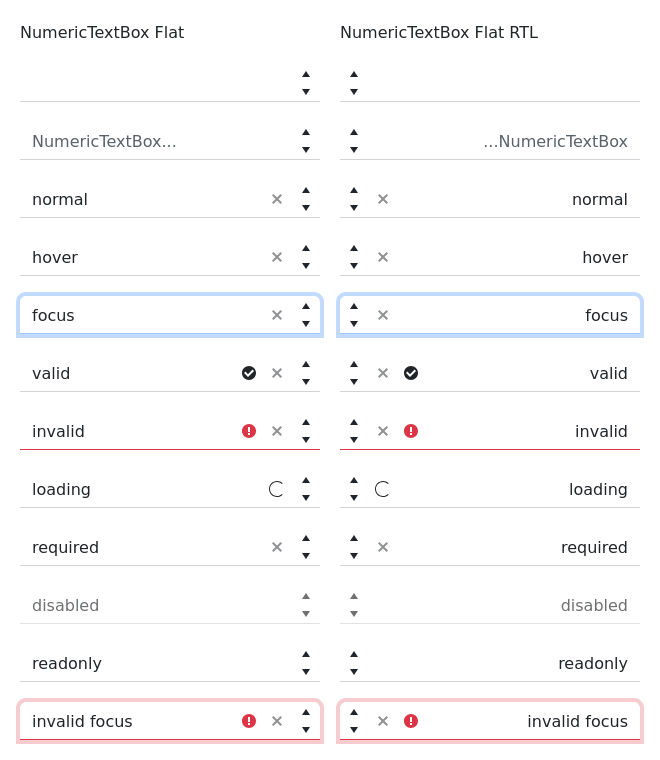 NumericTextBox Flat
NumericTextBox...
normal
hover
focus
valid
invalid
loading
required
disabled
readonly
invalid focus
NumericTextBox Flat RTL
...NumericTextBox
normal
hover
focus
valid
invalid
loading
required
disabled
readonly
invalid focus